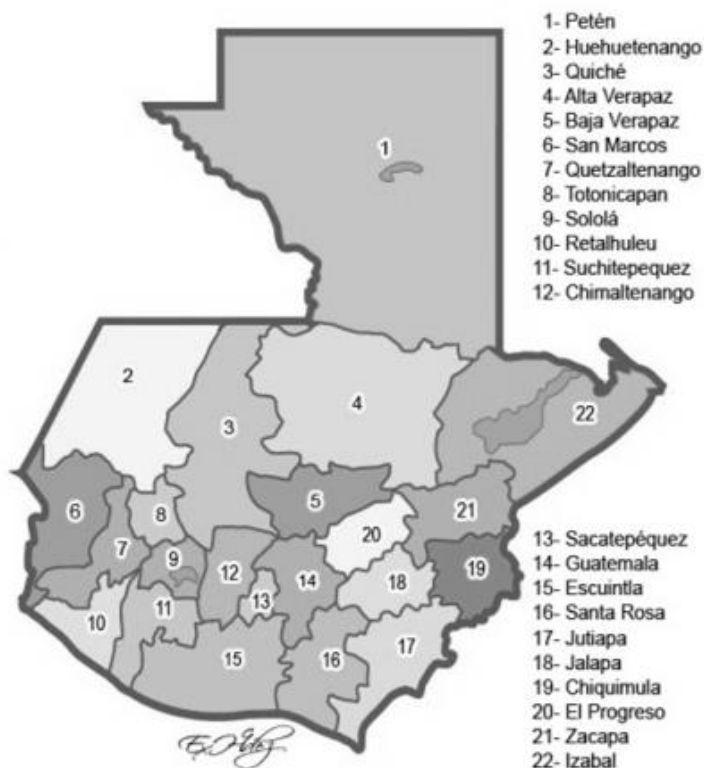 1- Petén
2- Huehuetenango
3- Quiché
4- Alta Verapaz
5- Baja Verapaz
6- San Marcos
7- Quetzaltenango
8- Totonicapan
9- Sololá
10- Retalhuleu
11- Suchitepequez
12- Chimaltenango
1
2
3
4
22
5
6
8
21
20
7
9
12
14
19
18
13
10
11
15
16
17
13- Sacatepéquez
14- Guatemala
15- Escuintla
16- Santa Rosa
17- Jutiapa
18- Jalapa
19- Chiquimula
20- El Progreso
21- Zacapa
22- Izabal